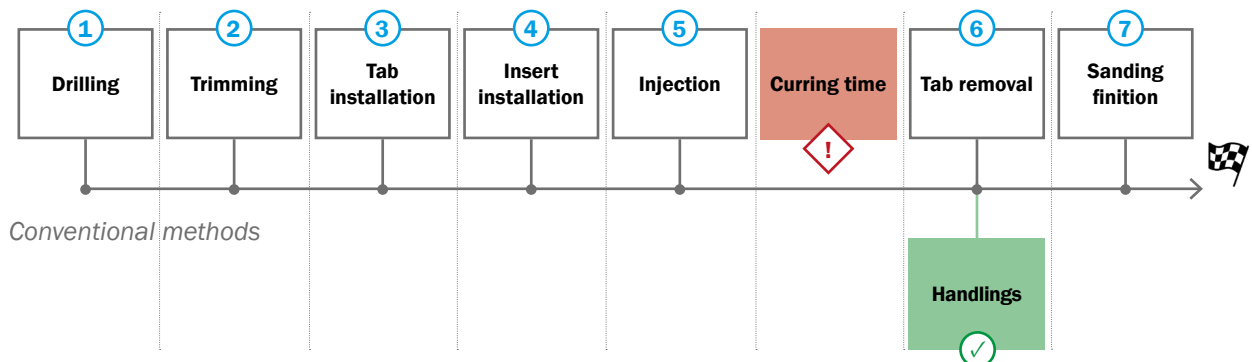 1
2
3
4
5
6
7
Drilling
Trimming
Tab
installation
Insert
installation
Injection
Curring time
Tab removal
Sanding
finition
!
Conventional methods
Handlings
✓